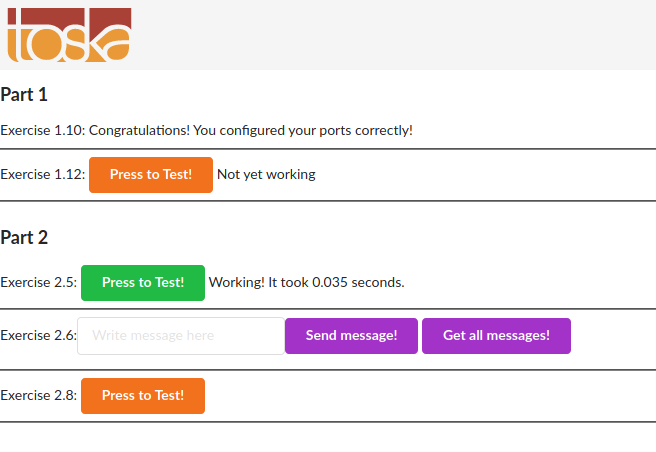 toska
Part 1
Exercise 1.10: Congratulations! You configured your ports correctly!
Exercise 1.12: Press to Test! Not yet working
Part 2
Exercise 2.5: Press to Test! Working! It took 0.035 seconds.
Exercise 2.6: Write message here Send message! Get all messages!
Exercise 2.8: Press to Test!